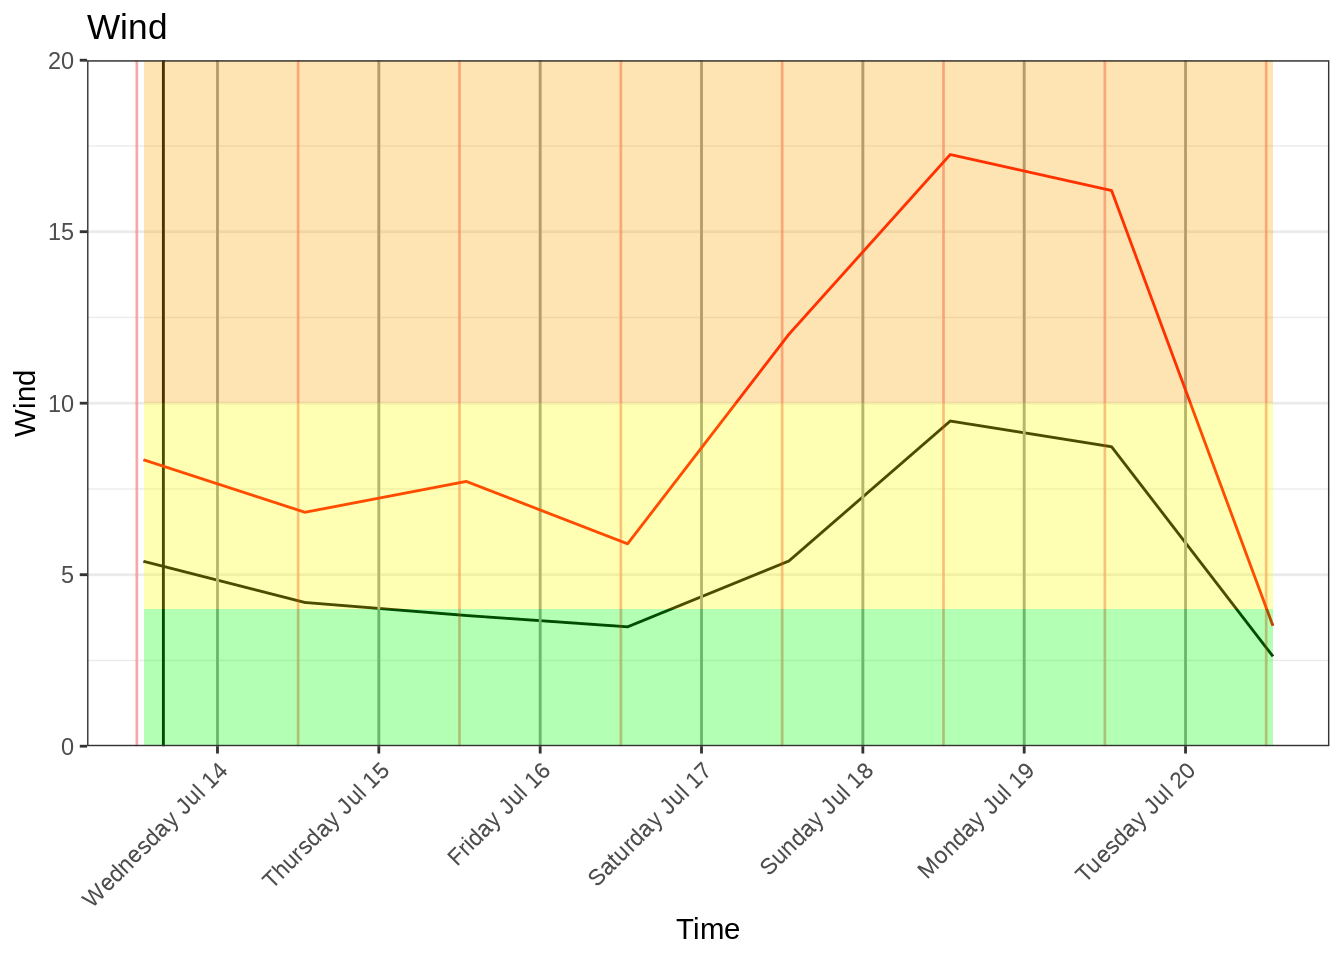 Wind
20
15
10
5
0
Wind
Wednesday Jul 14
Thursday Jul 15
Friday Jul 16
Saturday Jul 17
Sunday Jul 18
Monday Jul 19
Tuesday Jul 20
Time